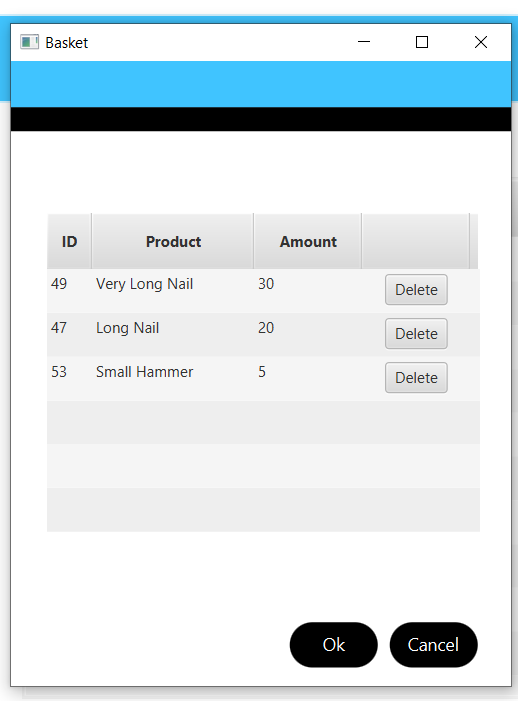 Basket
ID Product Amount
49 Very Long Nail 30 Delete
47 Long Nail 20 Delete
53 Small Hammer 5 Delete
Ok Cancel